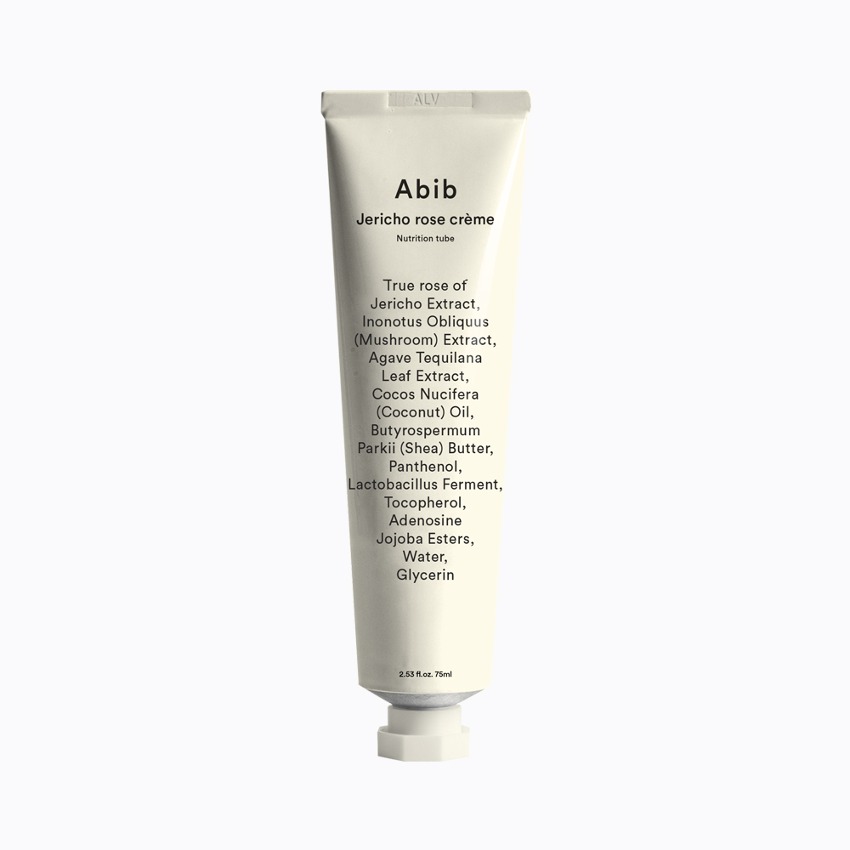 ALV
Abib
Jericho rose crème
Nutrition tube
True rose of
Jericho Extract,
Inonotus Obliquus
(Mushroom) Extract,
Agave Tequilana
Leaf Extract,
Cocos Nucifera
(Coconut) Oil,
Butyrospermum
Parkii (Shea) Butter,
Panthenol,
Lactobacillus Ferment,
Tocopherol,
Adenosine
Jojoba Esters,
Water,
Glycerin
2.53 fl.oz. 75ml